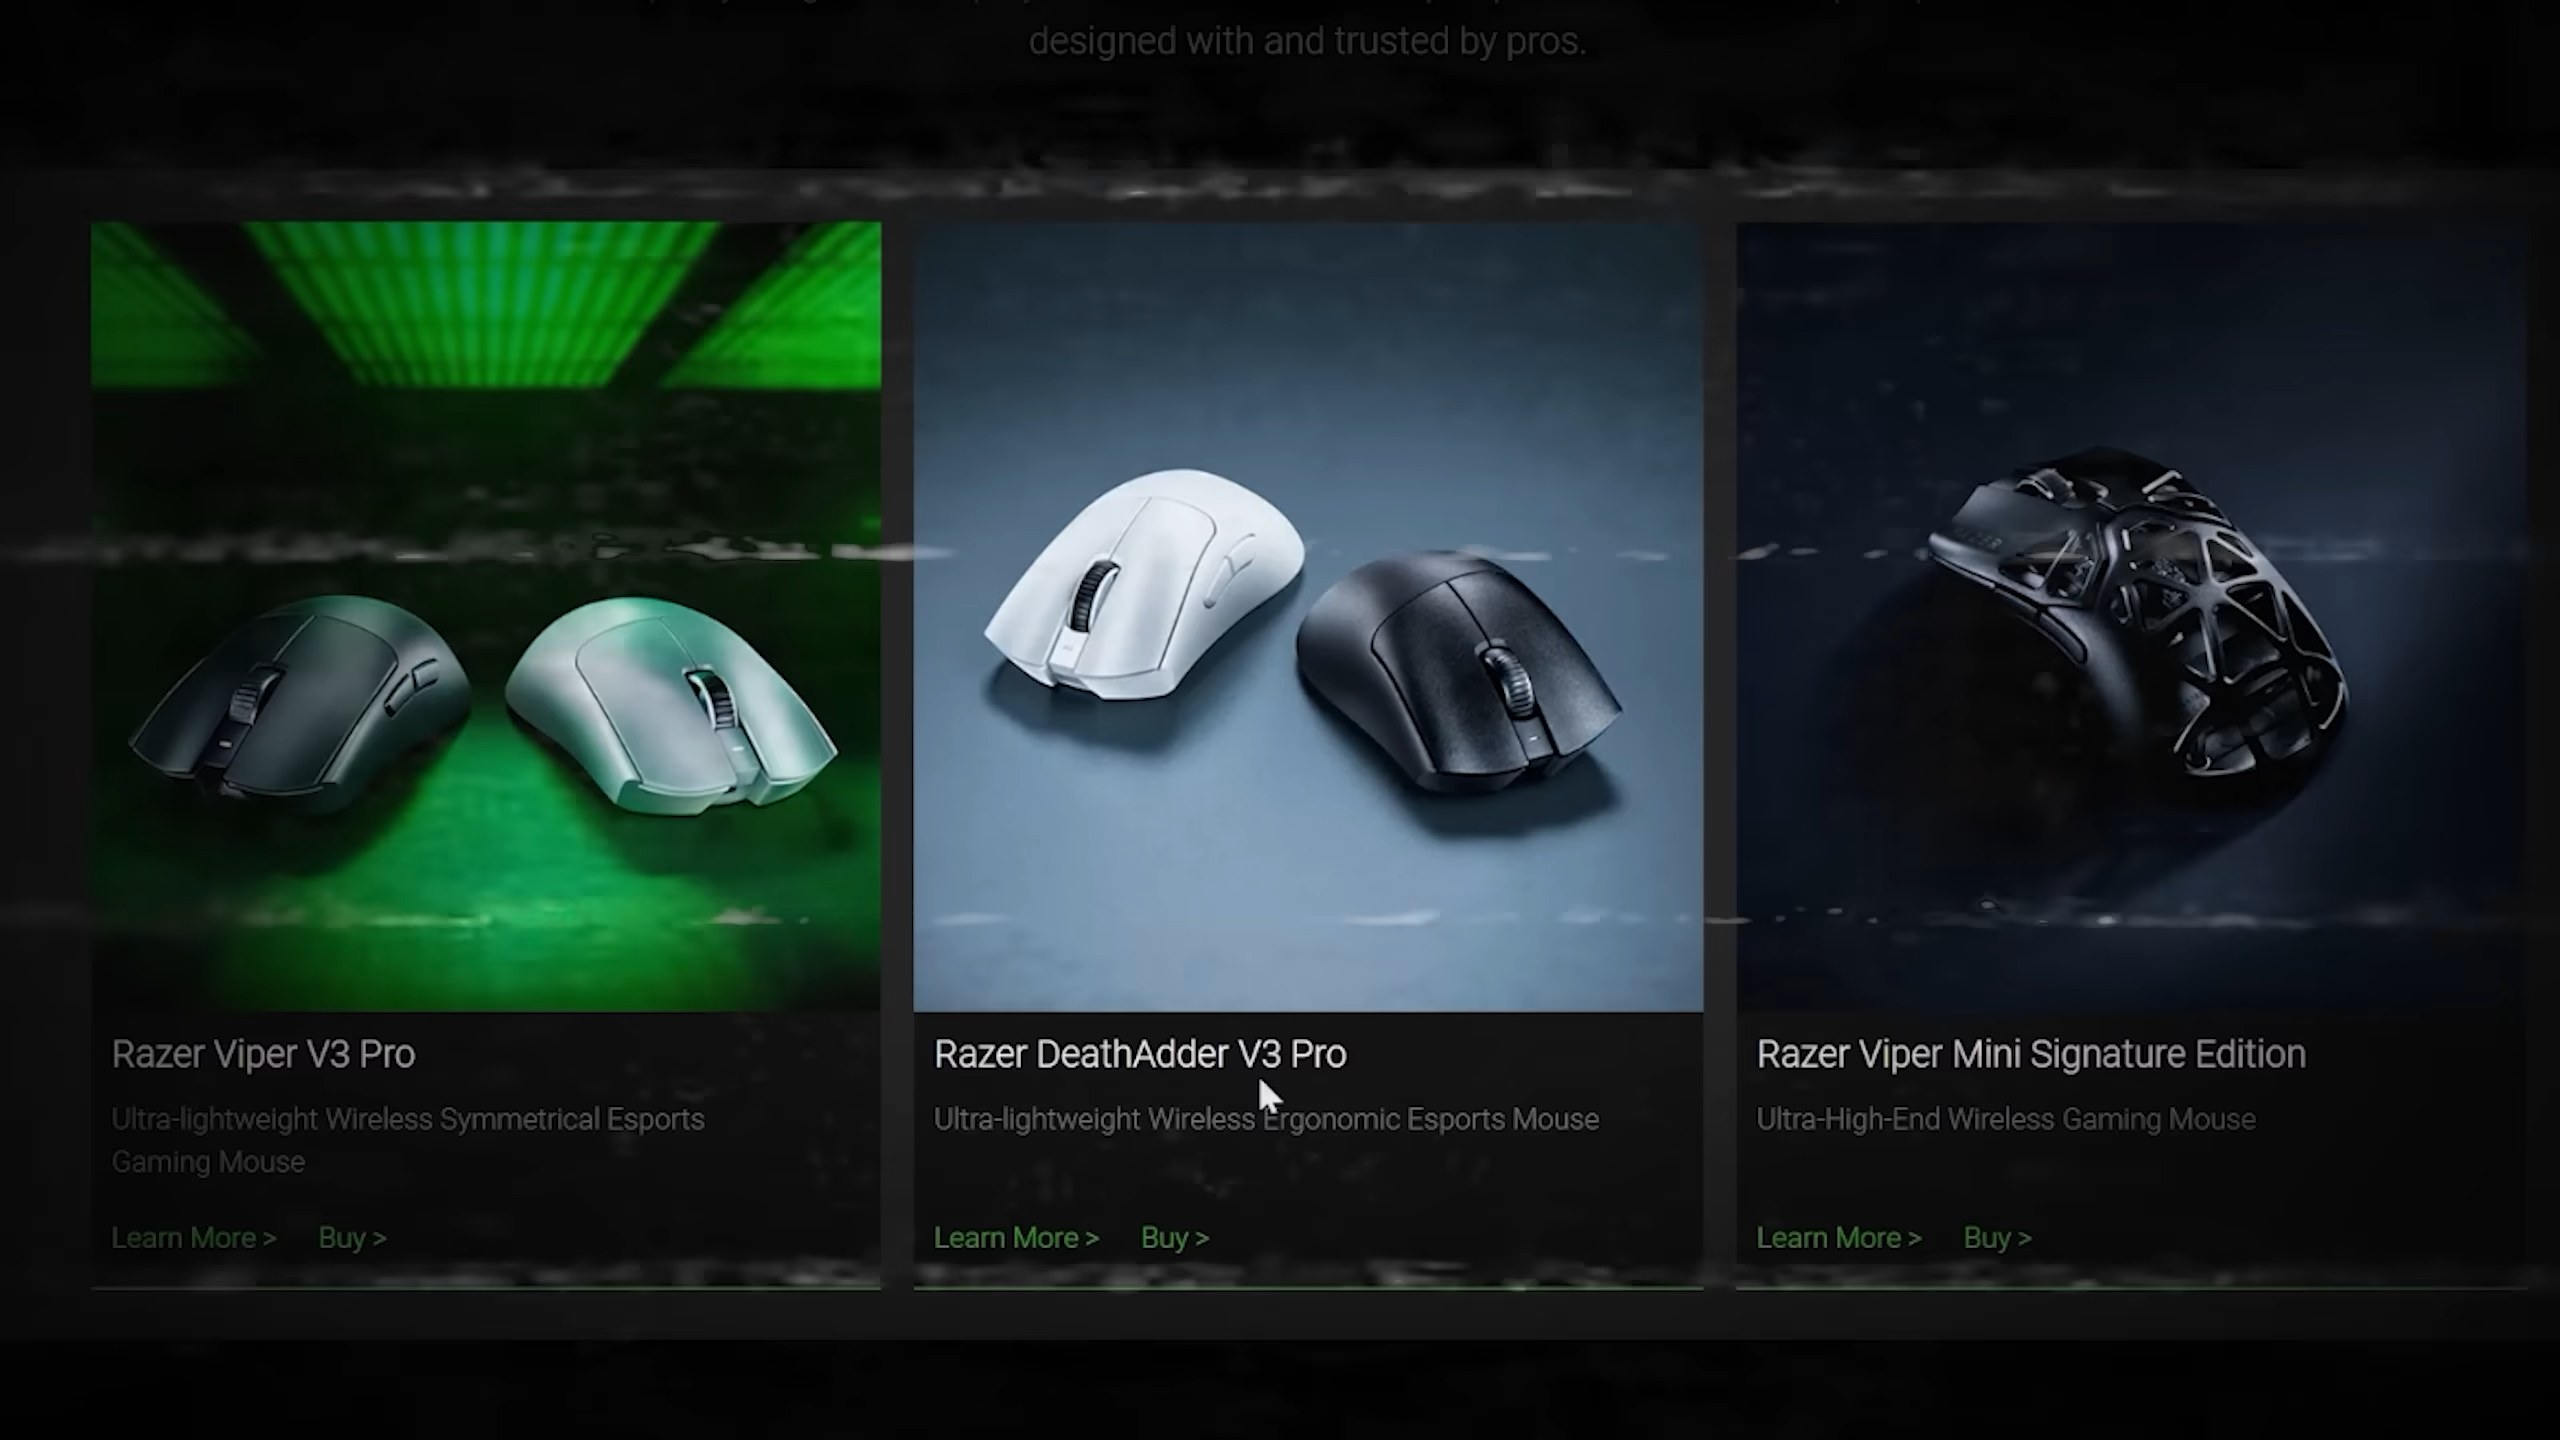 designed with and trusted by pros.
Razer Viper V3 Pro
Ultra-lightweight Wireless Symmetrical Esports
Gaming Mouse
Learn More >
Buy >
Razer DeathAdder V3 Pro
Ultra-lightweight Wireless Ergonomic Esports Mouse
Learn More >
Buy >
Razer Viper Mini Signature Edition
Ultra-High-End Wireless Gaming Mouse
Learn More >
Buy >